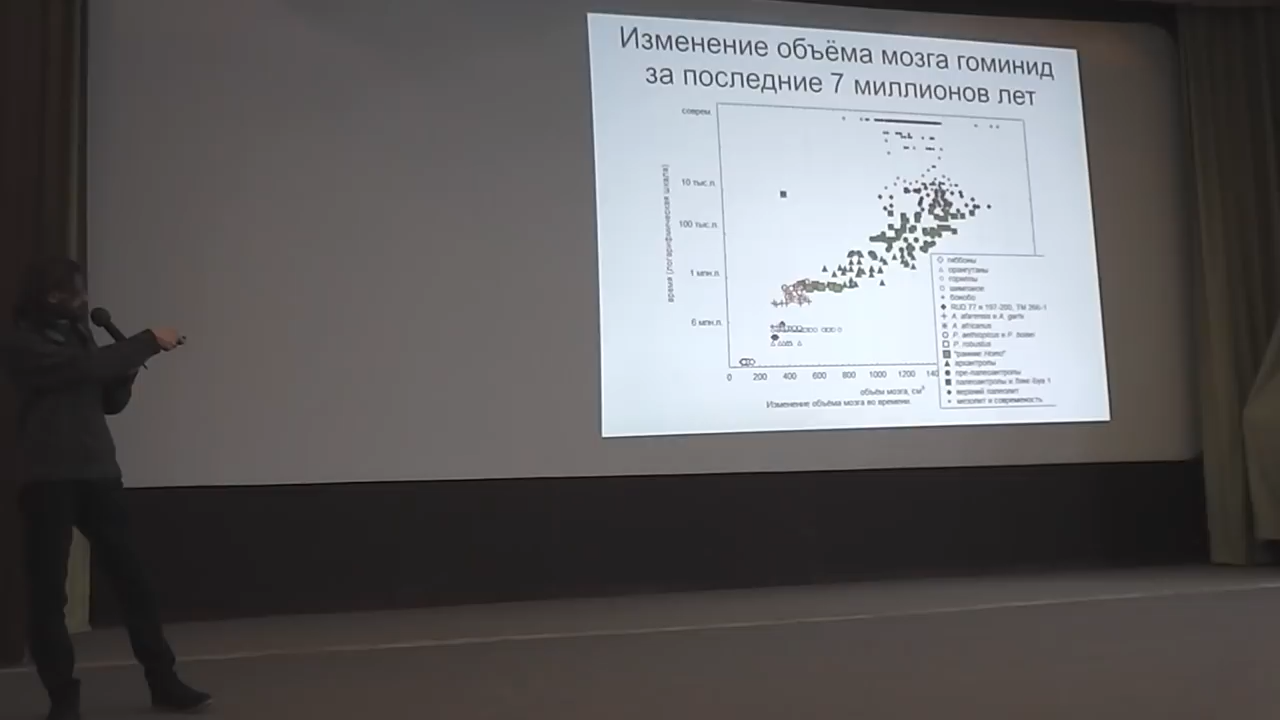 Изменение объёма мозга гоминид
за последние 7 миллионов лет
соврем.
10 тыс.л.
100 тыс.л.
1 млн.л.
6 млн.л.
время (логарифмическая шкала)
0 200 400 600 800 1000 1200
объём мозга, см³
Изменение объёма мозга во времени.
гиббоны
орангутаны
гориллы
шимпанзе
бонобо
A. africanus
P. robustus
"ранние Homo"
архантропы
пре-палеоантропы
верхний палеолит
мезолит и современность